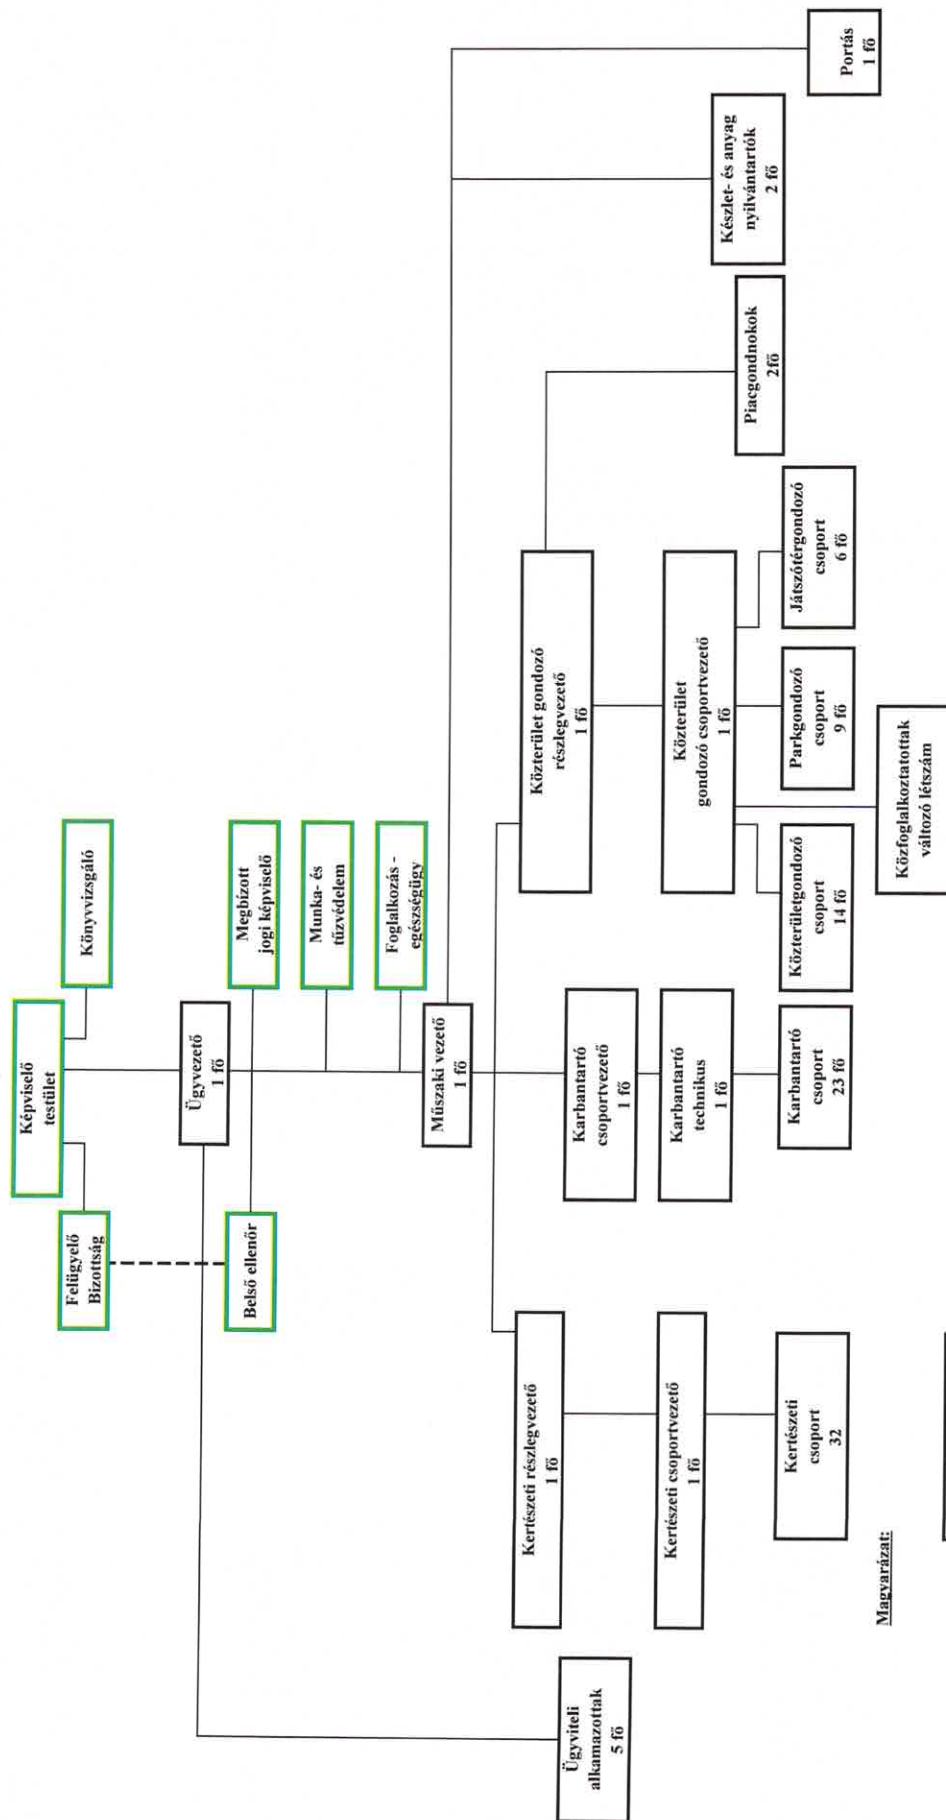 Képviselő
testület
Felügyelő
Bizottság
Könyvvizsgáló
Ügyvezető
1 fő
Belső ellenőr
Megbízott
jogi képviselő
Munka- és
tűzvédelem
Foglalkozás -
egészségügy
Műszaki vezető
1 fő
Ügyviteli
alkamazottak
5 fő
Kertészeti részlegvezető
1 fő
Kertészeti csoportvezető
1 fő
Kertészeti
csoport
32
Karbantartó
csoportvezető
1 fő
Karbantartó
technikus
1 fő
Karbantartó
csoport
23 fő
Közterület gondozó
részlegvezető
1 fő
Közterület
gondozó csoportvezető
1 fő
Közterületgondozó
csoport
14 fő
Parkgondozó
csoport
9 fő
Játszótérgondozó
csoport
6 fő
Közfoglalkoztatottak
változó létszám
Piacgondnokok
2fő
Készlet- és anyag
nyilvántartók
2 fő
Portás
1 fő
Magyarázat: